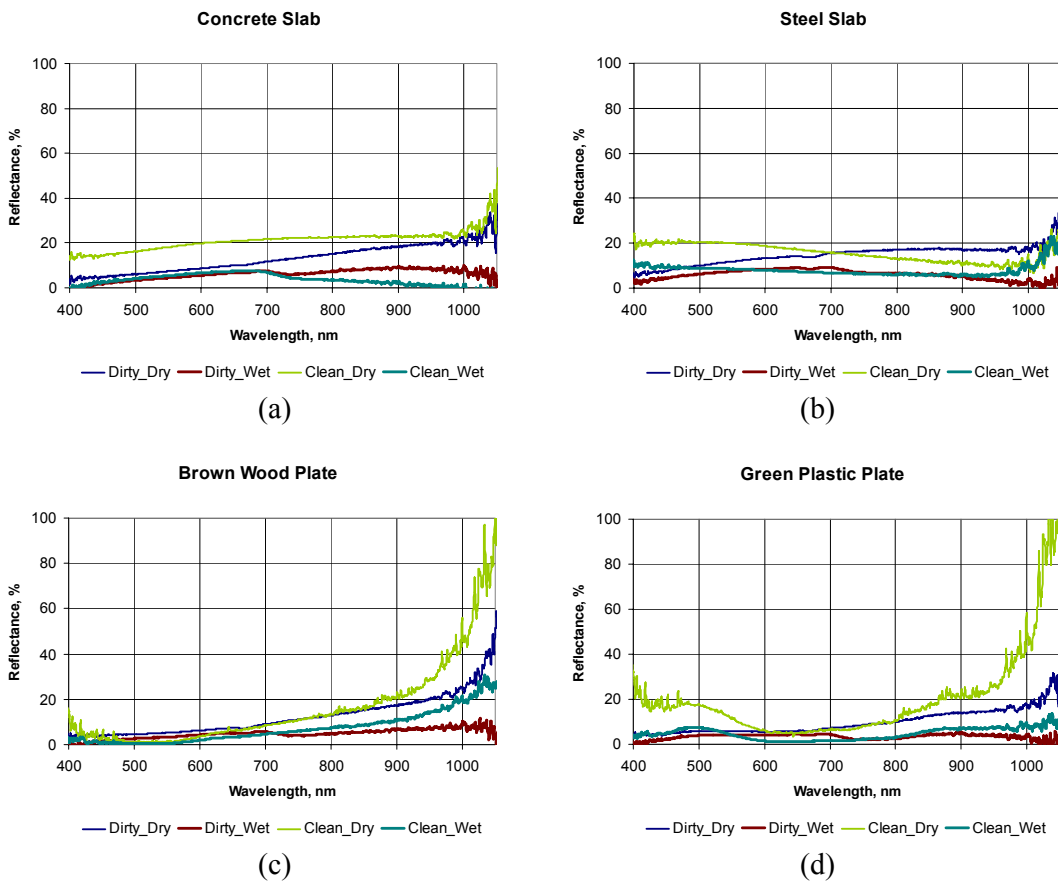 Concrete Slab
Reflectance, %
100
80
60
40
20
0
400 500 600 700 800 900 1000
Wavelength, nm
Dirty_Dry Dirty_Wet Clean_Dry Clean_Wet
(a)
Steel Slab
Reflectance, %
100
80
60
40
20
0
400 500 600 700 800 900 1000
Wavelength, nm
Dirty_Dry Dirty_Wet Clean_Dry Clean_Wet
(b)
Brown Wood Plate
Reflectance, %
100
80
60
40
20
0
400 500 600 700 800 900 1000
Wavelength, nm
Dirty_Dry Dirty_Wet Clean_Dry Clean_Wet
(c)
Green Plastic Plate
Reflectance, %
100
80
60
40
20
0
400 500 600 700 800 900 1000
Wavelength, nm
Dirty_Dry Dirty_Wet Clean_Dry Clean_Wet
(d)